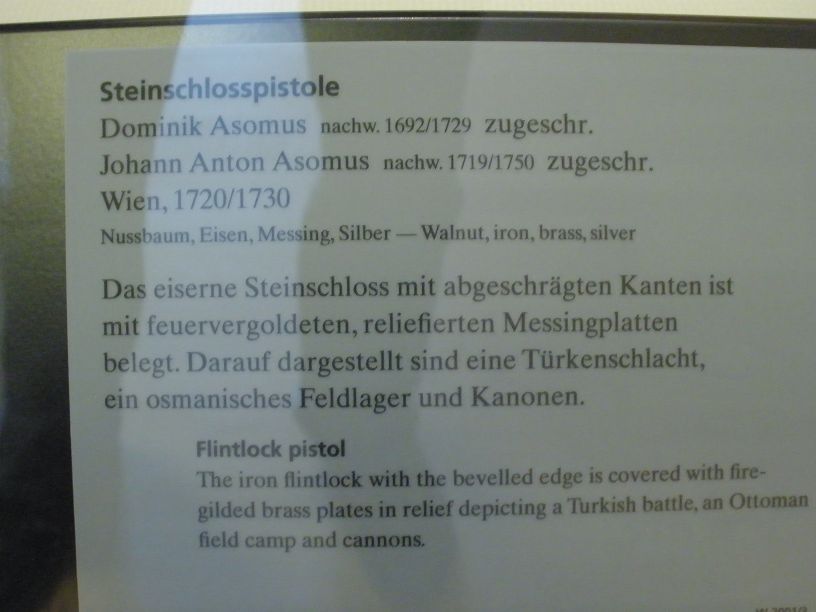 Steinschlosspistole
Dominik Asomus nachw. 1692/1729 zugeschr.
Johann Anton Asomus nachw. 1719/1750 zugeschr.
Wien, 1720/1730
Nussbaum, Eisen, Messing, Silber — Walnut, iron, brass, silver
Das eiserne Steinschloss mit abgeschrägten Kanten ist
mit feuervergoldeten, reliefierten Messingplatten
belegt. Darauf dargestellt sind eine Türkenschlacht,
ein osmanisches Feldlager und Kanonen.
Flintlock pistol
The iron flintlock with the bevelled edge is covered with fire-
gilded brass plates in relief depicting a Turkish battle, an Ottoman
field camp and cannons.